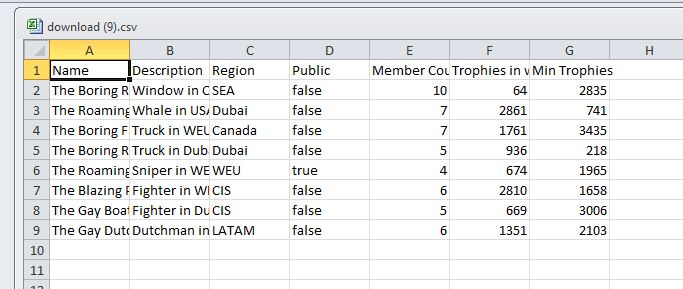 download (9).csv
A B C D E F G H
1 Name Description Region Public Member Cou Trophies in w Min Trophies
2 The Boring R Window in C SEA false 10 64 2835
3 The Roaming Whale in USA Dubai false 7 2861 741
4 The Boring F Truck in WEU Canada false 7 1761 3435
5 The Boring R Truck in Dub Dubai false 5 936 218
6 The Roaming Sniper in WE WEU true 4 674 1965
7 The Blazing Fighter in W CIS false 6 2810 1658
8 The Gay Boat Fighter in Du CIS false 5 669 3006
9 The Gay Dutc Dutchman in LATAM false 6 1351 2103
10
11
12